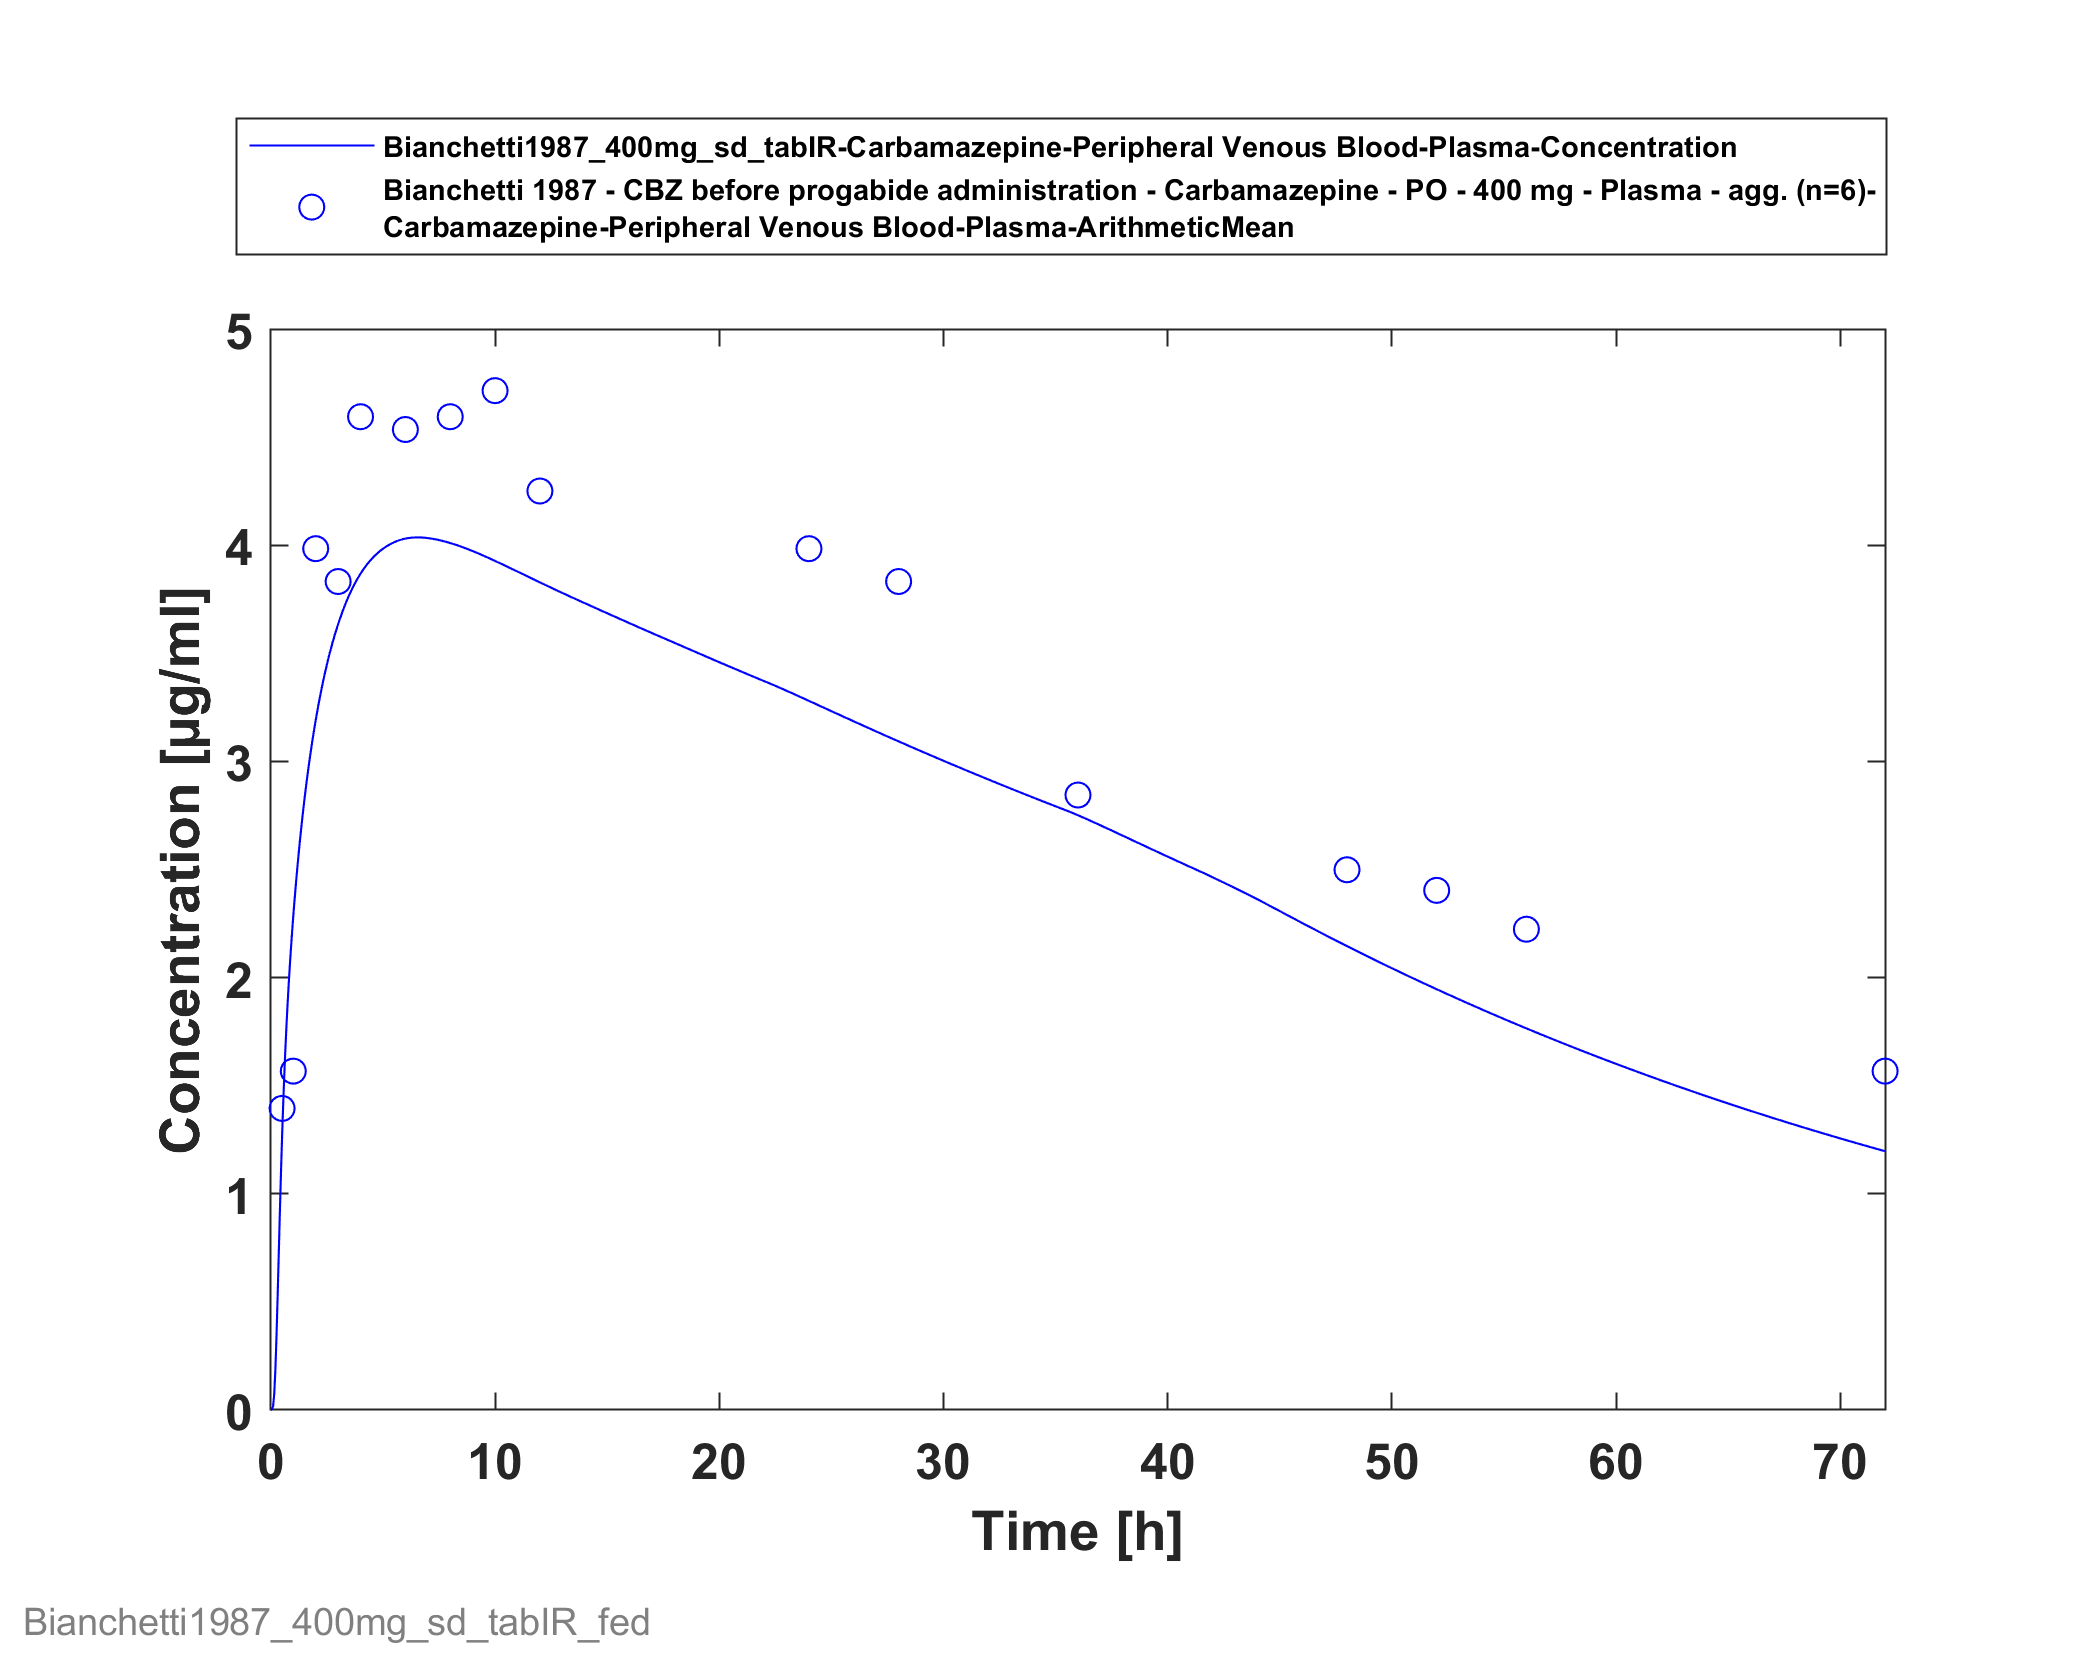 Bianchetti1987_400mg_sd_tabIR-Carbamazepine-Peripheral Venous Blood-Plasma-Concentration
Bianchetti 1987 - CBZ before progabide administration - Carbamazepine - PO - 400 mg - Plasma - agg. (n=6)-
Carbamazepine-Peripheral Venous Blood-Plasma-ArithmeticMean
5
4
3
2
1
0
Concentration [µg/ml]
0 10 20 30 40 50 60 70
Time [h]
Bianchetti1987_400mg_sd_tabIR_fed